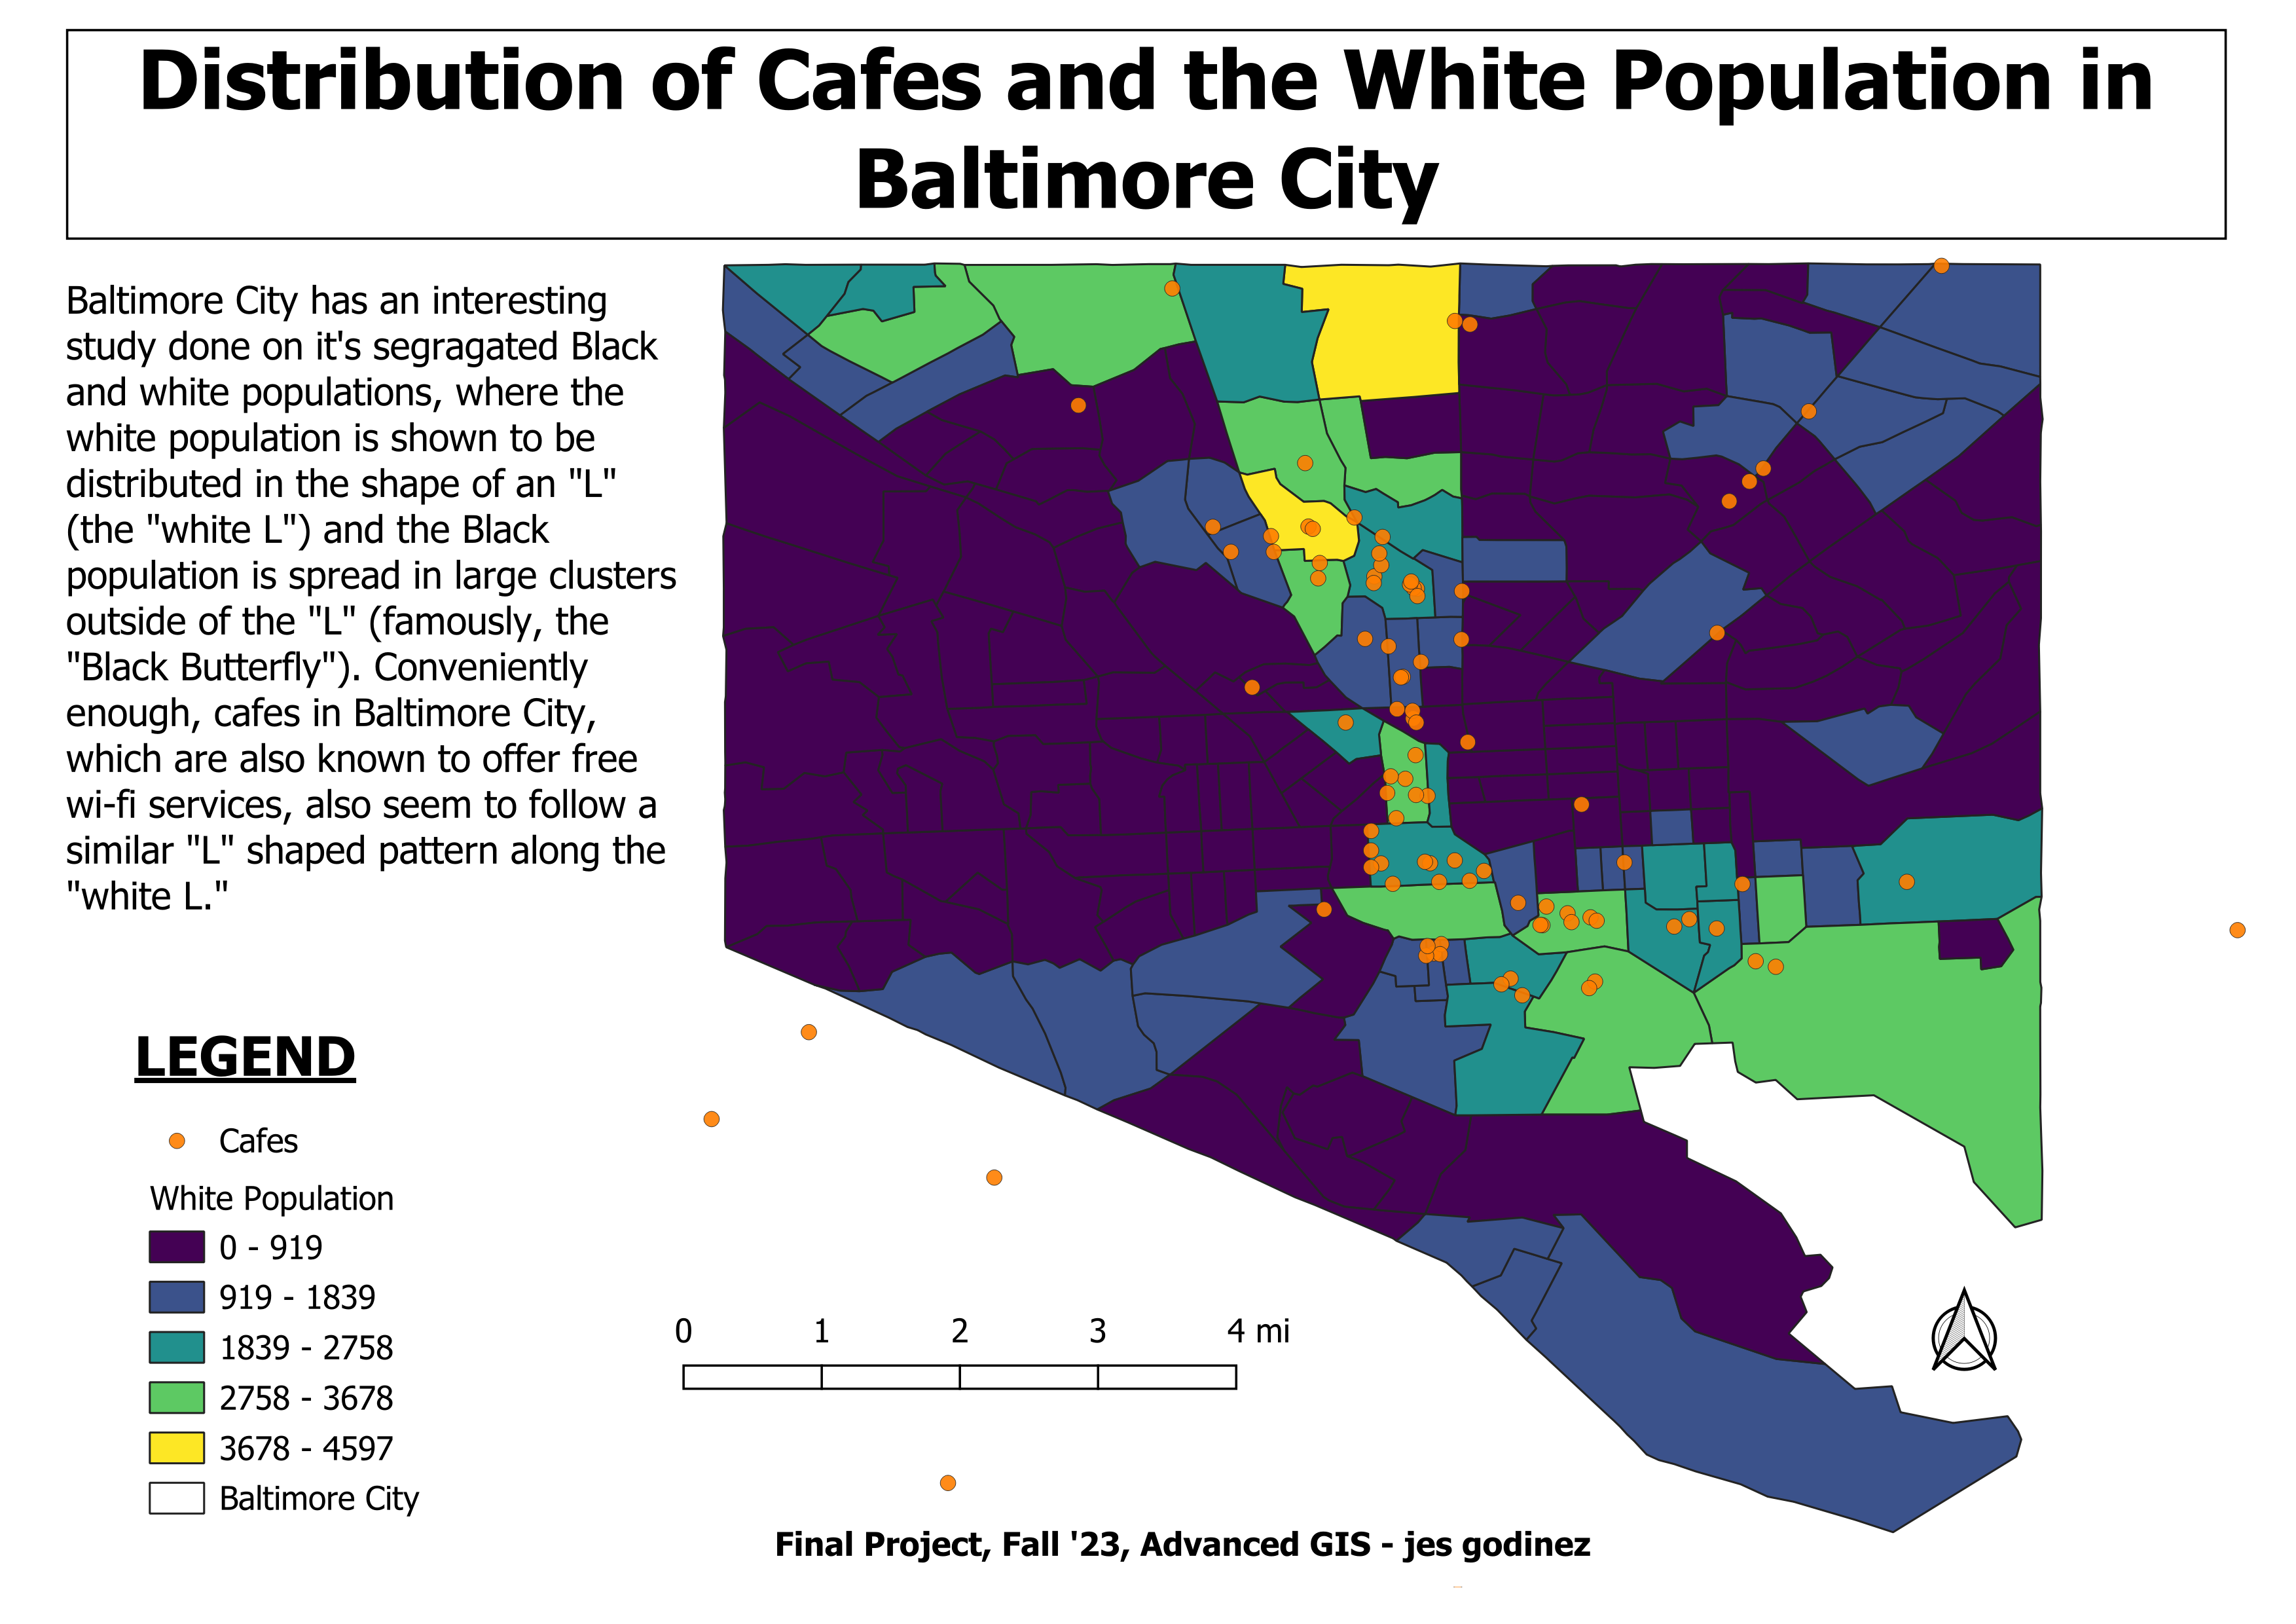 Distribution of Cafes and the White Population in
Baltimore City
Baltimore City has an interesting
study done on it's segragated Black
and white populations, where the
white population is shown to be
distributed in the shape of an "L"
(the "white L") and the Black
population is spread in large clusters
outside of the "L" (famously, the
"Black Butterfly"). Conveniently
enough, cafes in Baltimore City,
which are also known to offer free
wi-fi services, also seem to follow a
similar "L" shaped pattern along the
"white L."
LEGEND
Cafes
White Population
0 - 919
919 - 1839
1839 - 2758
2758 - 3678
3678 - 4597
Baltimore City
0 1 2 3 4 mi
Final Project, Fall '23, Advanced GIS - jes godinez